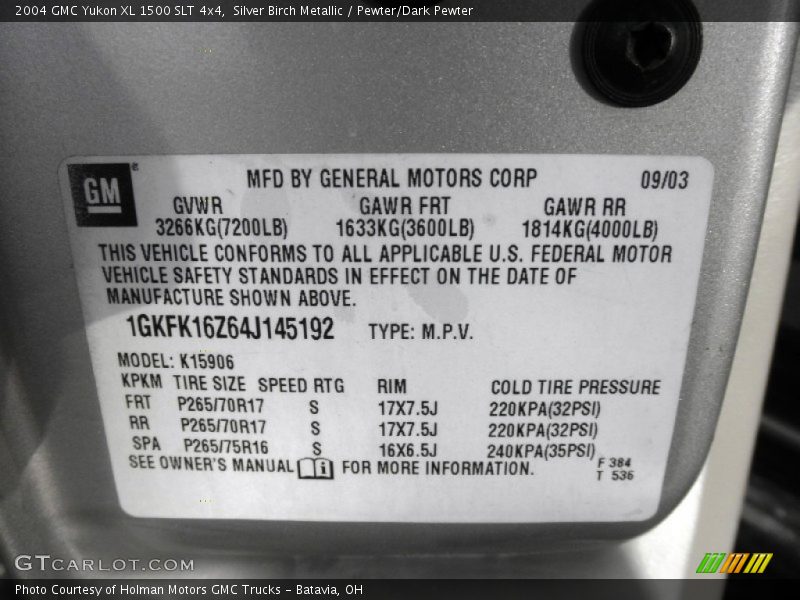 2004 GMC Yukon XL 1500 SLT 4x4, Silver Birch Metallic / Pewter/Dark Pewter
GM MFD BY GENERAL MOTORS CORP 09/03
GVWR GAWR FRT GAWR RR
3266KG(7200LB) 1633KG(3600LB) 1814KG(4000LB)
THIS VEHICLE CONFORMS TO ALL APPLICABLE U.S. FEDERAL MOTOR
VEHICLE SAFETY STANDARDS IN EFFECT ON THE DATE OF
MANUFACTURE SHOWN ABOVE.
1GKFK16Z64J145192 TYPE: M.P.V.
MODEL: K15906
KPKM TIRE SIZE SPEED RTG RIM COLD TIRE PRESSURE
FRT P265/70R17 S 17X7.5J 220KPA(32PSI)
RR P265/70R17 S 17X7.5J 220KPA(32PSI)
SPA P265/75R16 S 16X6.5J 240KPA(35PSI)
SEE OWNER'S MANUAL FOR MORE INFORMATION. F 384
T 536
GTCarLot.com
Photo Courtesy of Holman Motors GMC Trucks - Batavia, OH